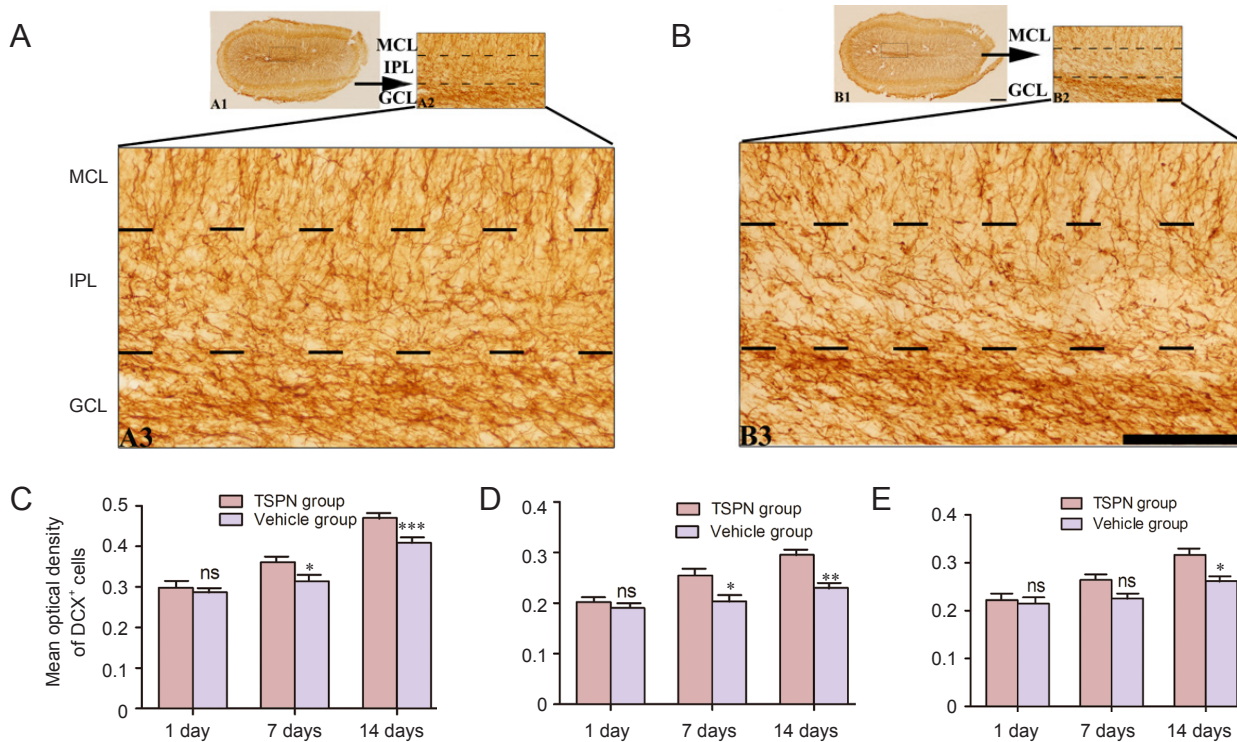 A
A1
MCL
IPL
GCL
A2
B
B1
MCL
GCL
B2
MCL
IPL
GCL
A3
B3
C
TSPN group
Vehicle group
Mean optical density
of DCX⁺ cells
0.5
0.4
0.3
0.2
0.1
0
ns
*
***
1 day
7 days
14 days
D
TSPN group
Vehicle group
0.4
0.3
0.2
0.1
0
ns
*
**
1 day
7 days
14 days
E
TSPN group
Vehicle group
0.4
0.3
0.2
0.1
0
ns
ns
*
1 day
7 days
14 days